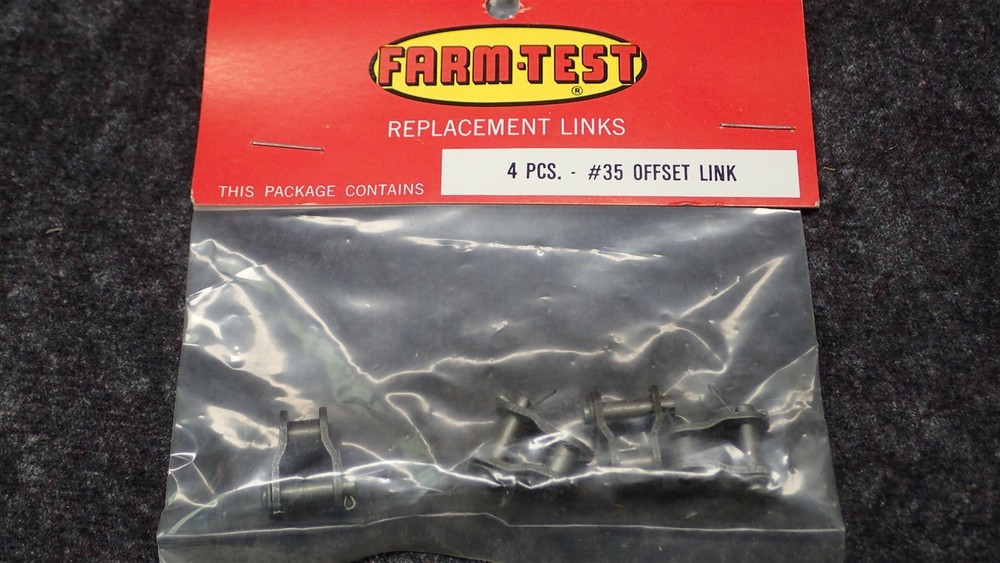 FARM-TEST
®
REPLACEMENT LINKS
THIS PACKAGE CONTAINS 4 PCS. - #35 OFFSET LINK